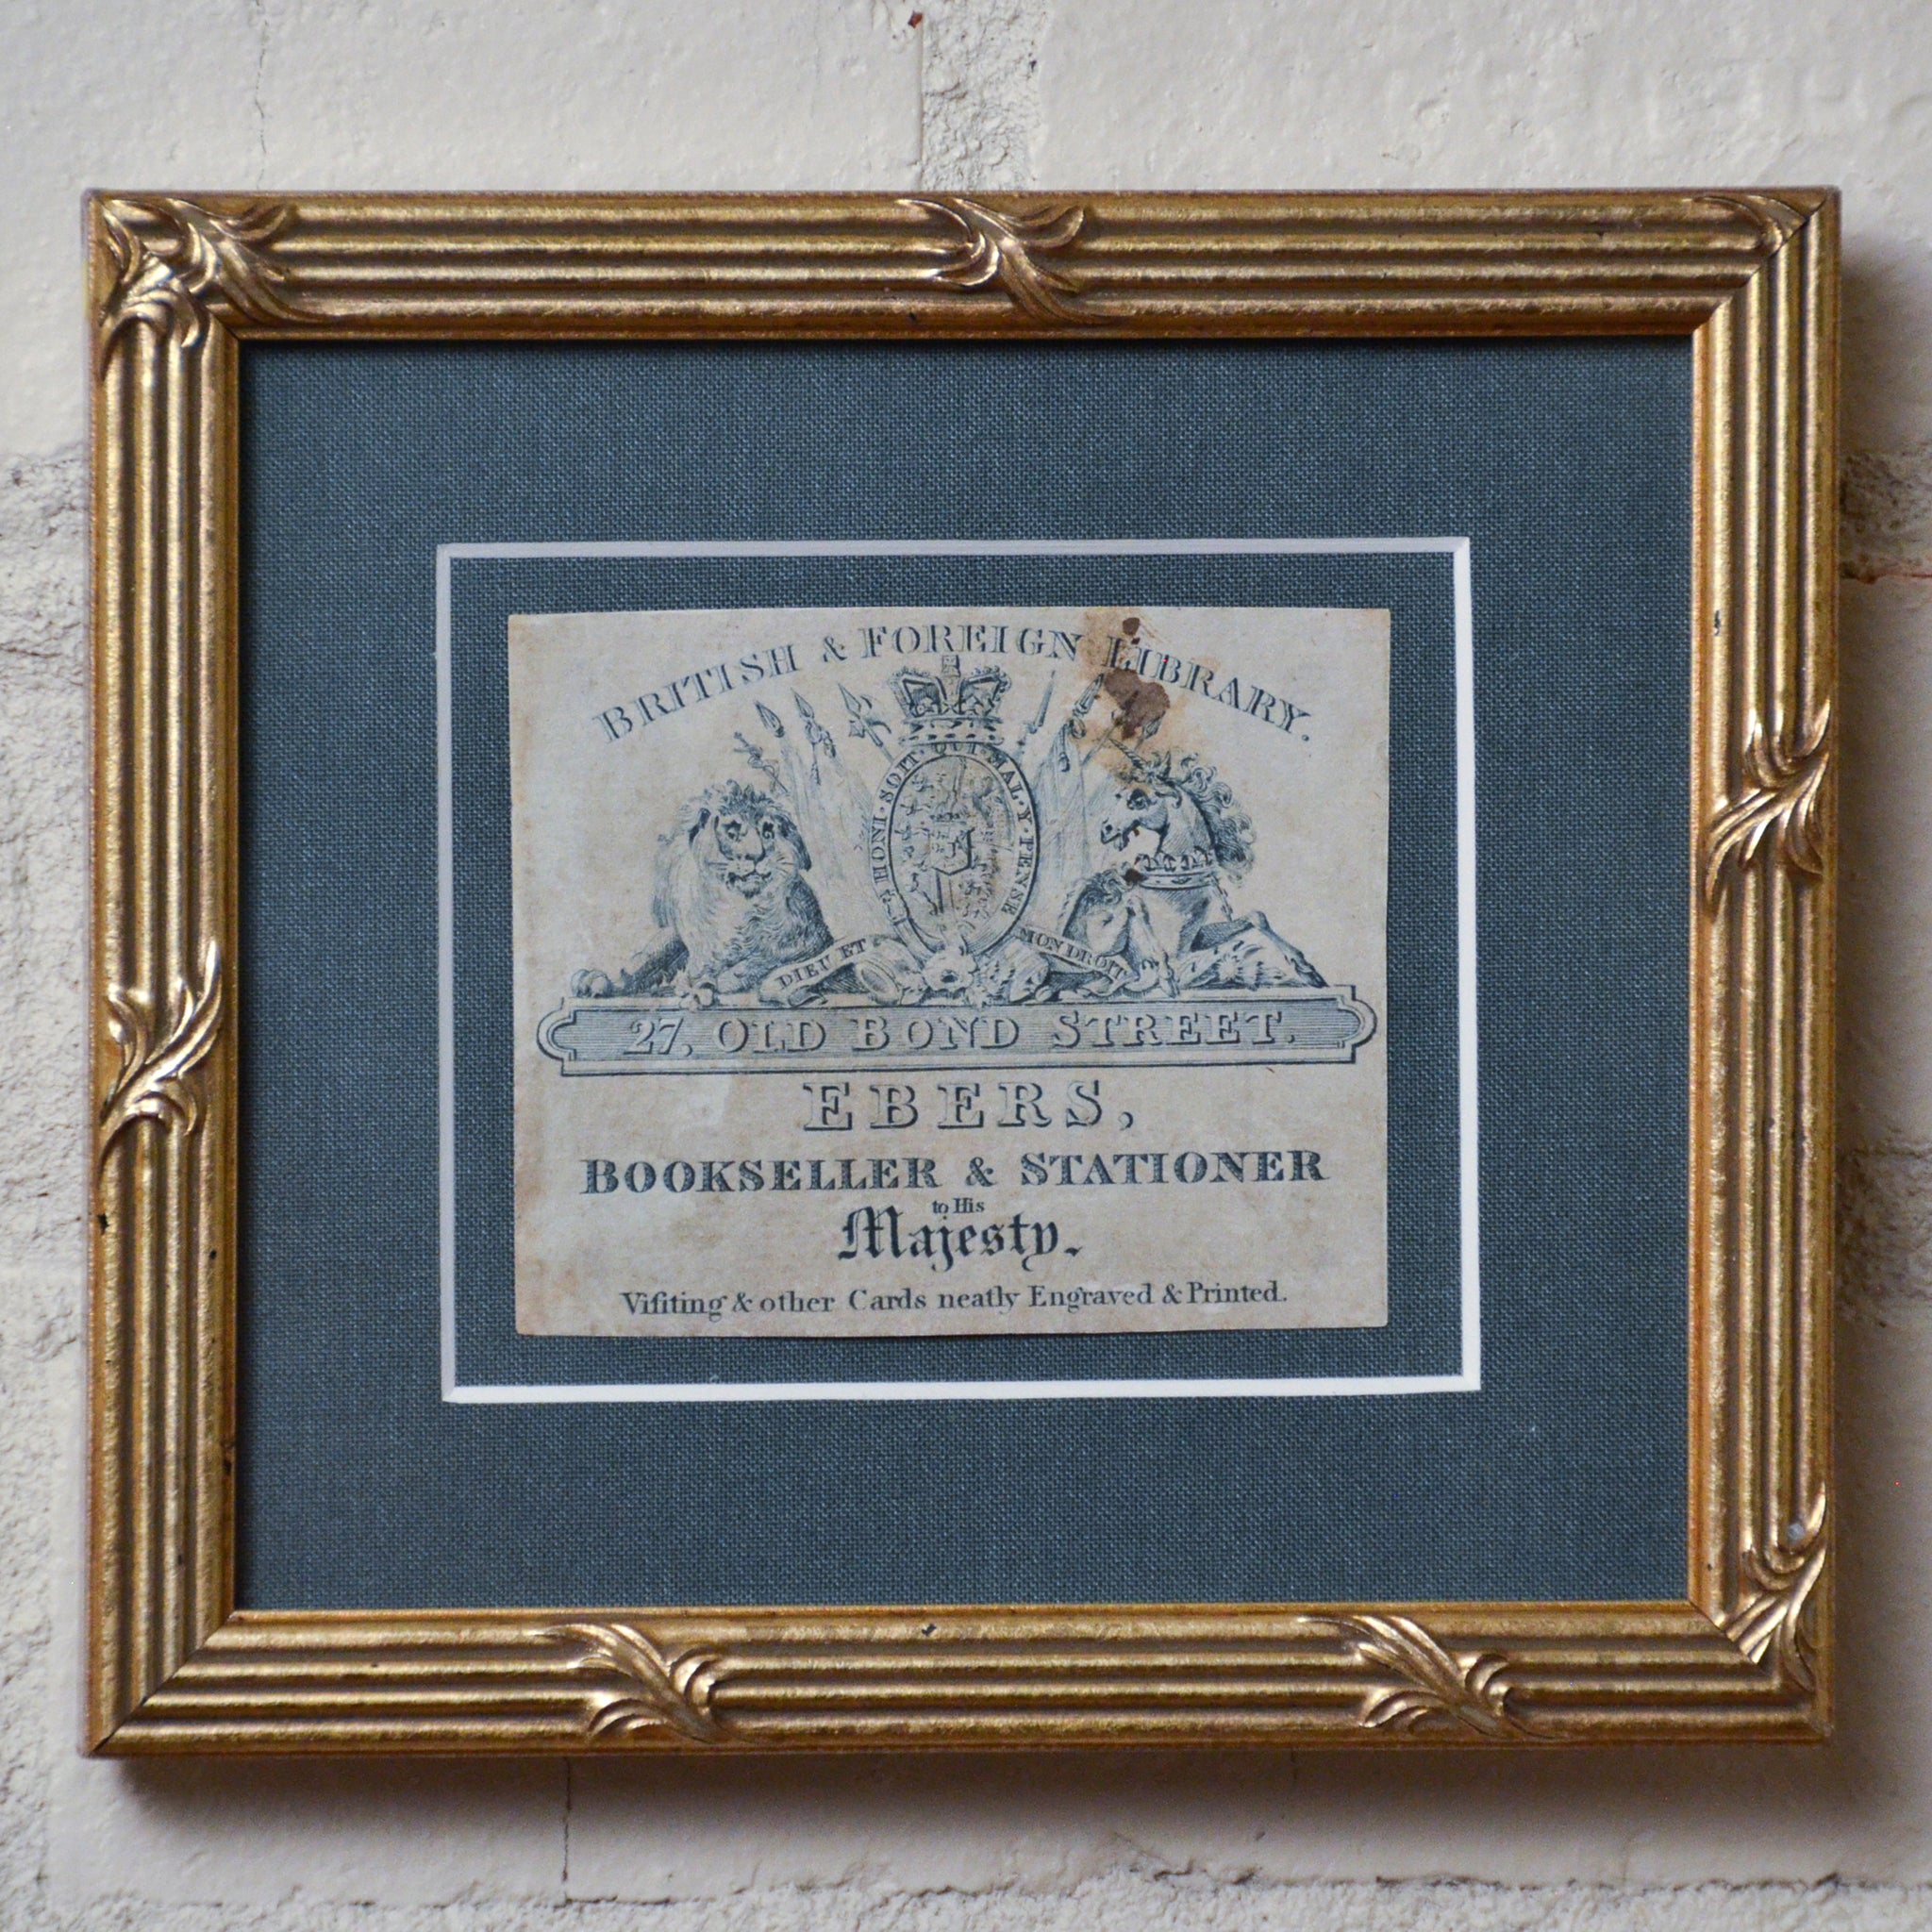 BRITISH & FOREIGN LIBRARY.
HONI · SOIT · QUI · MAL · Y · PENSE
DIEU ET MON DROIT
27, OLD BOND STREET.
EBERS,
BOOKSELLER & STATIONER
to His
Majesty.
Viſiting & other Cards neatly Engraved & Printed.